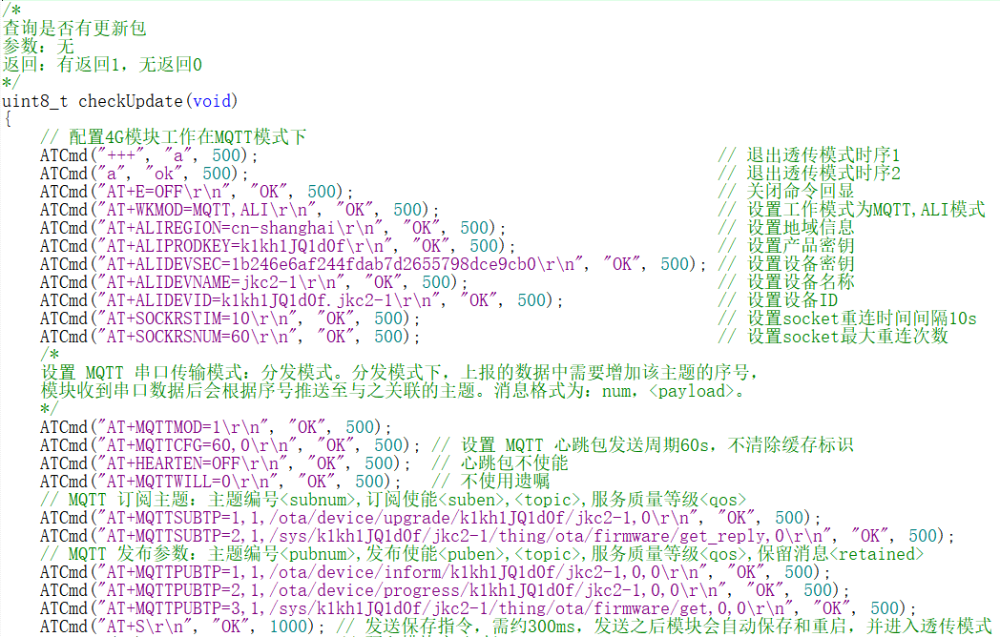 /*
查询是否有更新包
参数：无
返回：有返回1，无返回0
*/
uint8_t checkUpdate(void)
{
// 配置4G模块工作在MQTT模式下
ATCmd("+++", "a", 500); // 退出透传模式时序1
ATCmd("a", "ok", 500); // 退出透传模式时序2
ATCmd("AT+E=OFF\r\n", "OK", 500); // 关闭命令回显
ATCmd("AT+WKMOD=MQTT,ALI\r\n", "OK", 500); // 设置工作模式为MQTT,ALI模式
ATCmd("AT+ALIREGION=cn-shanghai\r\n", "OK", 500); // 设置地域信息
ATCmd("AT+ALIPRODKEY=k1kh1JQ1d0f\r\n", "OK", 500); // 设置产品密钥
ATCmd("AT+ALIDEVSEC=1b246e6af244fdab7d2655798dce9cb0\r\n", "OK", 500); // 设置设备密钥
ATCmd("AT+ALIDEVNAME=jkc2-1\r\n", "OK", 500); // 设置设备名称
ATCmd("AT+ALIDEVID=k1kh1JQ1d0f.jkc2-1\r\n", "OK", 500); // 设置设备ID
ATCmd("AT+SOCKRSTIM=10\r\n", "OK", 500); // 设置socket重连时间间隔10s
ATCmd("AT+SOCKRSNUM=60\r\n", "OK", 500); // 设置socket最大重连次数
/*
设置 MQTT 串口传输模式：分发模式。分发模式下，上报的数据中需要增加该主题的序号，
模块收到串口数据后会根据序号推送至与之关联的主题。消息格式为：num，<payload>。
*/
ATCmd("AT+MQTTMOD=1\r\n", "OK", 500);
ATCmd("AT+MQTTCFG=60,0\r\n", "OK", 500); // 设置 MQTT 心跳包发送周期60s，不清除缓存标识
ATCmd("AT+HEARTEN=OFF\r\n", "OK", 500); // 心跳包不使能
ATCmd("AT+MQTTWILL=0\r\n", "OK", 500); // 不使用遗嘱
// MQTT 订阅主题：主题编号<subnum>,订阅使能<suben>,<topic>,服务质量等级<qos>
ATCmd("AT+MQTTSUBTP=1,1,/ota/device/upgrade/k1kh1JQ1d0f/jkc2-1,0\r\n", "OK", 500);
ATCmd("AT+MQTTSUBTP=2,1,/sys/k1kh1JQ1d0f/jkc2-1/thing/ota/firmware/get_reply,0\r\n", "OK", 500);
// MQTT 发布参数：主题编号<pubnum>,发布使能<puben>,<topic>,服务质量等级<qos>,保留消息<retained>
ATCmd("AT+MQTTPUBTP=1,1,/ota/device/inform/k1kh1JQ1d0f/jkc2-1,0,0\r\n", "OK", 500);
ATCmd("AT+MQTTPUBTP=2,1,/ota/device/progress/k1kh1JQ1d0f/jkc2-1,0,0\r\n", "OK", 500);
ATCmd("AT+MQTTPUBTP=3,1,/sys/k1kh1JQ1d0f/jkc2-1/thing/ota/firmware/get,0,0\r\n", "OK", 500);
ATCmd("AT+S\r\n", "OK", 1000); // 发送保存指令，需约300ms，发送之后模块会自动保存和重启，并进入透传模式